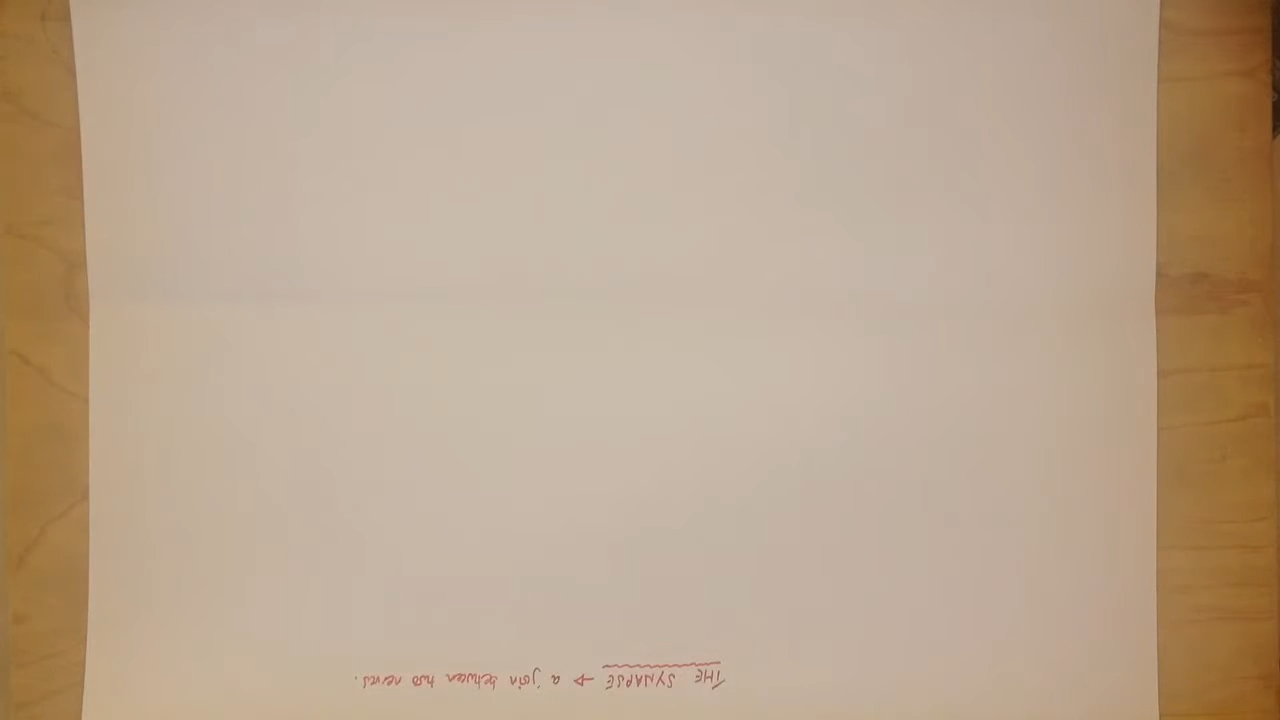 THE SYNAPSE → a join between two nerves.